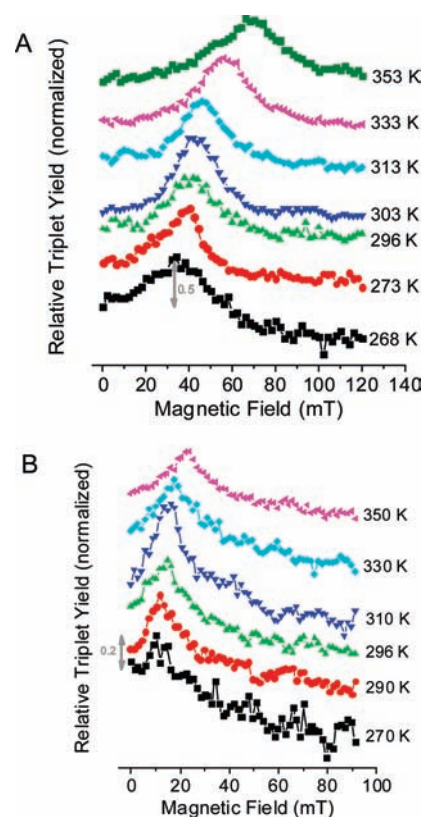 A
Relative Triplet Yield (normalized)
353 K
333 K
313 K
303 K
296 K
273 K
268 K
0.5
0 20 40 60 80 100 120 140
Magnetic Field (mT)
B
Relative Triplet Yield (normalized)
350 K
330 K
310 K
296 K
290 K
270 K
0.2
0 20 40 60 80 100
Magnetic Field (mT)